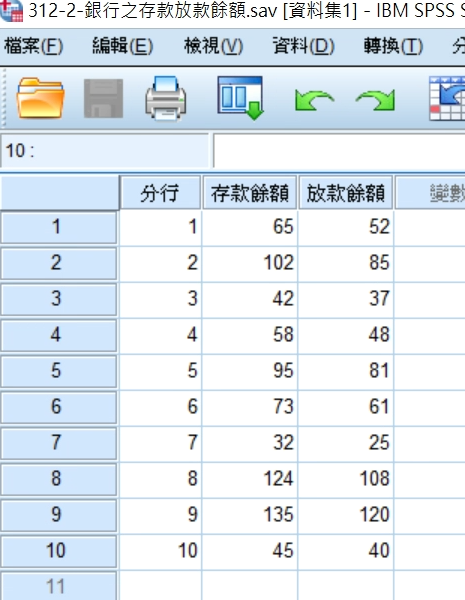 312-2-銀行之存款放款餘額.sav [資料集1] - IBM SPSS S
檔案(F) 編輯(E) 檢視(V) 資料(D) 轉換(T) 分
10 :
分行 存款餘額 放款餘額 變數
1 1 65 52
2 2 102 85
3 3 42 37
4 4 58 48
5 5 95 81
6 6 73 61
7 7 32 25
8 8 124 108
9 9 135 120
10 10 45 40
11